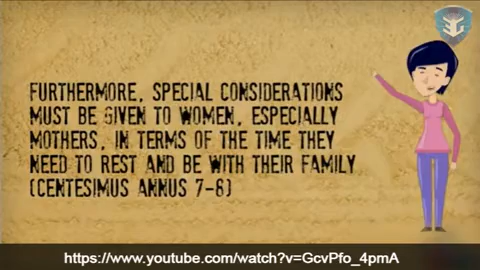 FURTHERMORE, SPECIAL CONSIDERATIONS
MUST BE GIVEN TO WOMEN, ESPECIALLY
MOTHERS, IN TERMS OF THE TIME THEY
NEED TO REST AND BE WITH THEIR FAMILY
(CENTESIMUS ANNUS 7-8)
https://www.youtube.com/watch?v=GcvPfo_4pmA